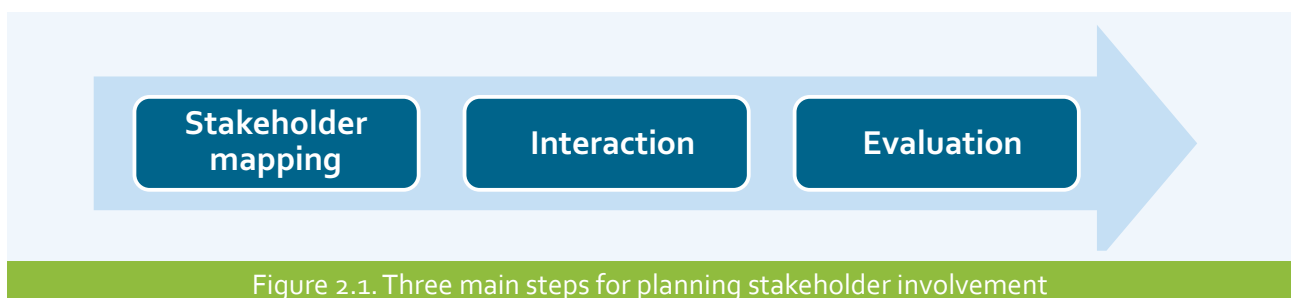 Stakeholder
mapping
Interaction
Evaluation
Figure 2.1. Three main steps for planning stakeholder involvement